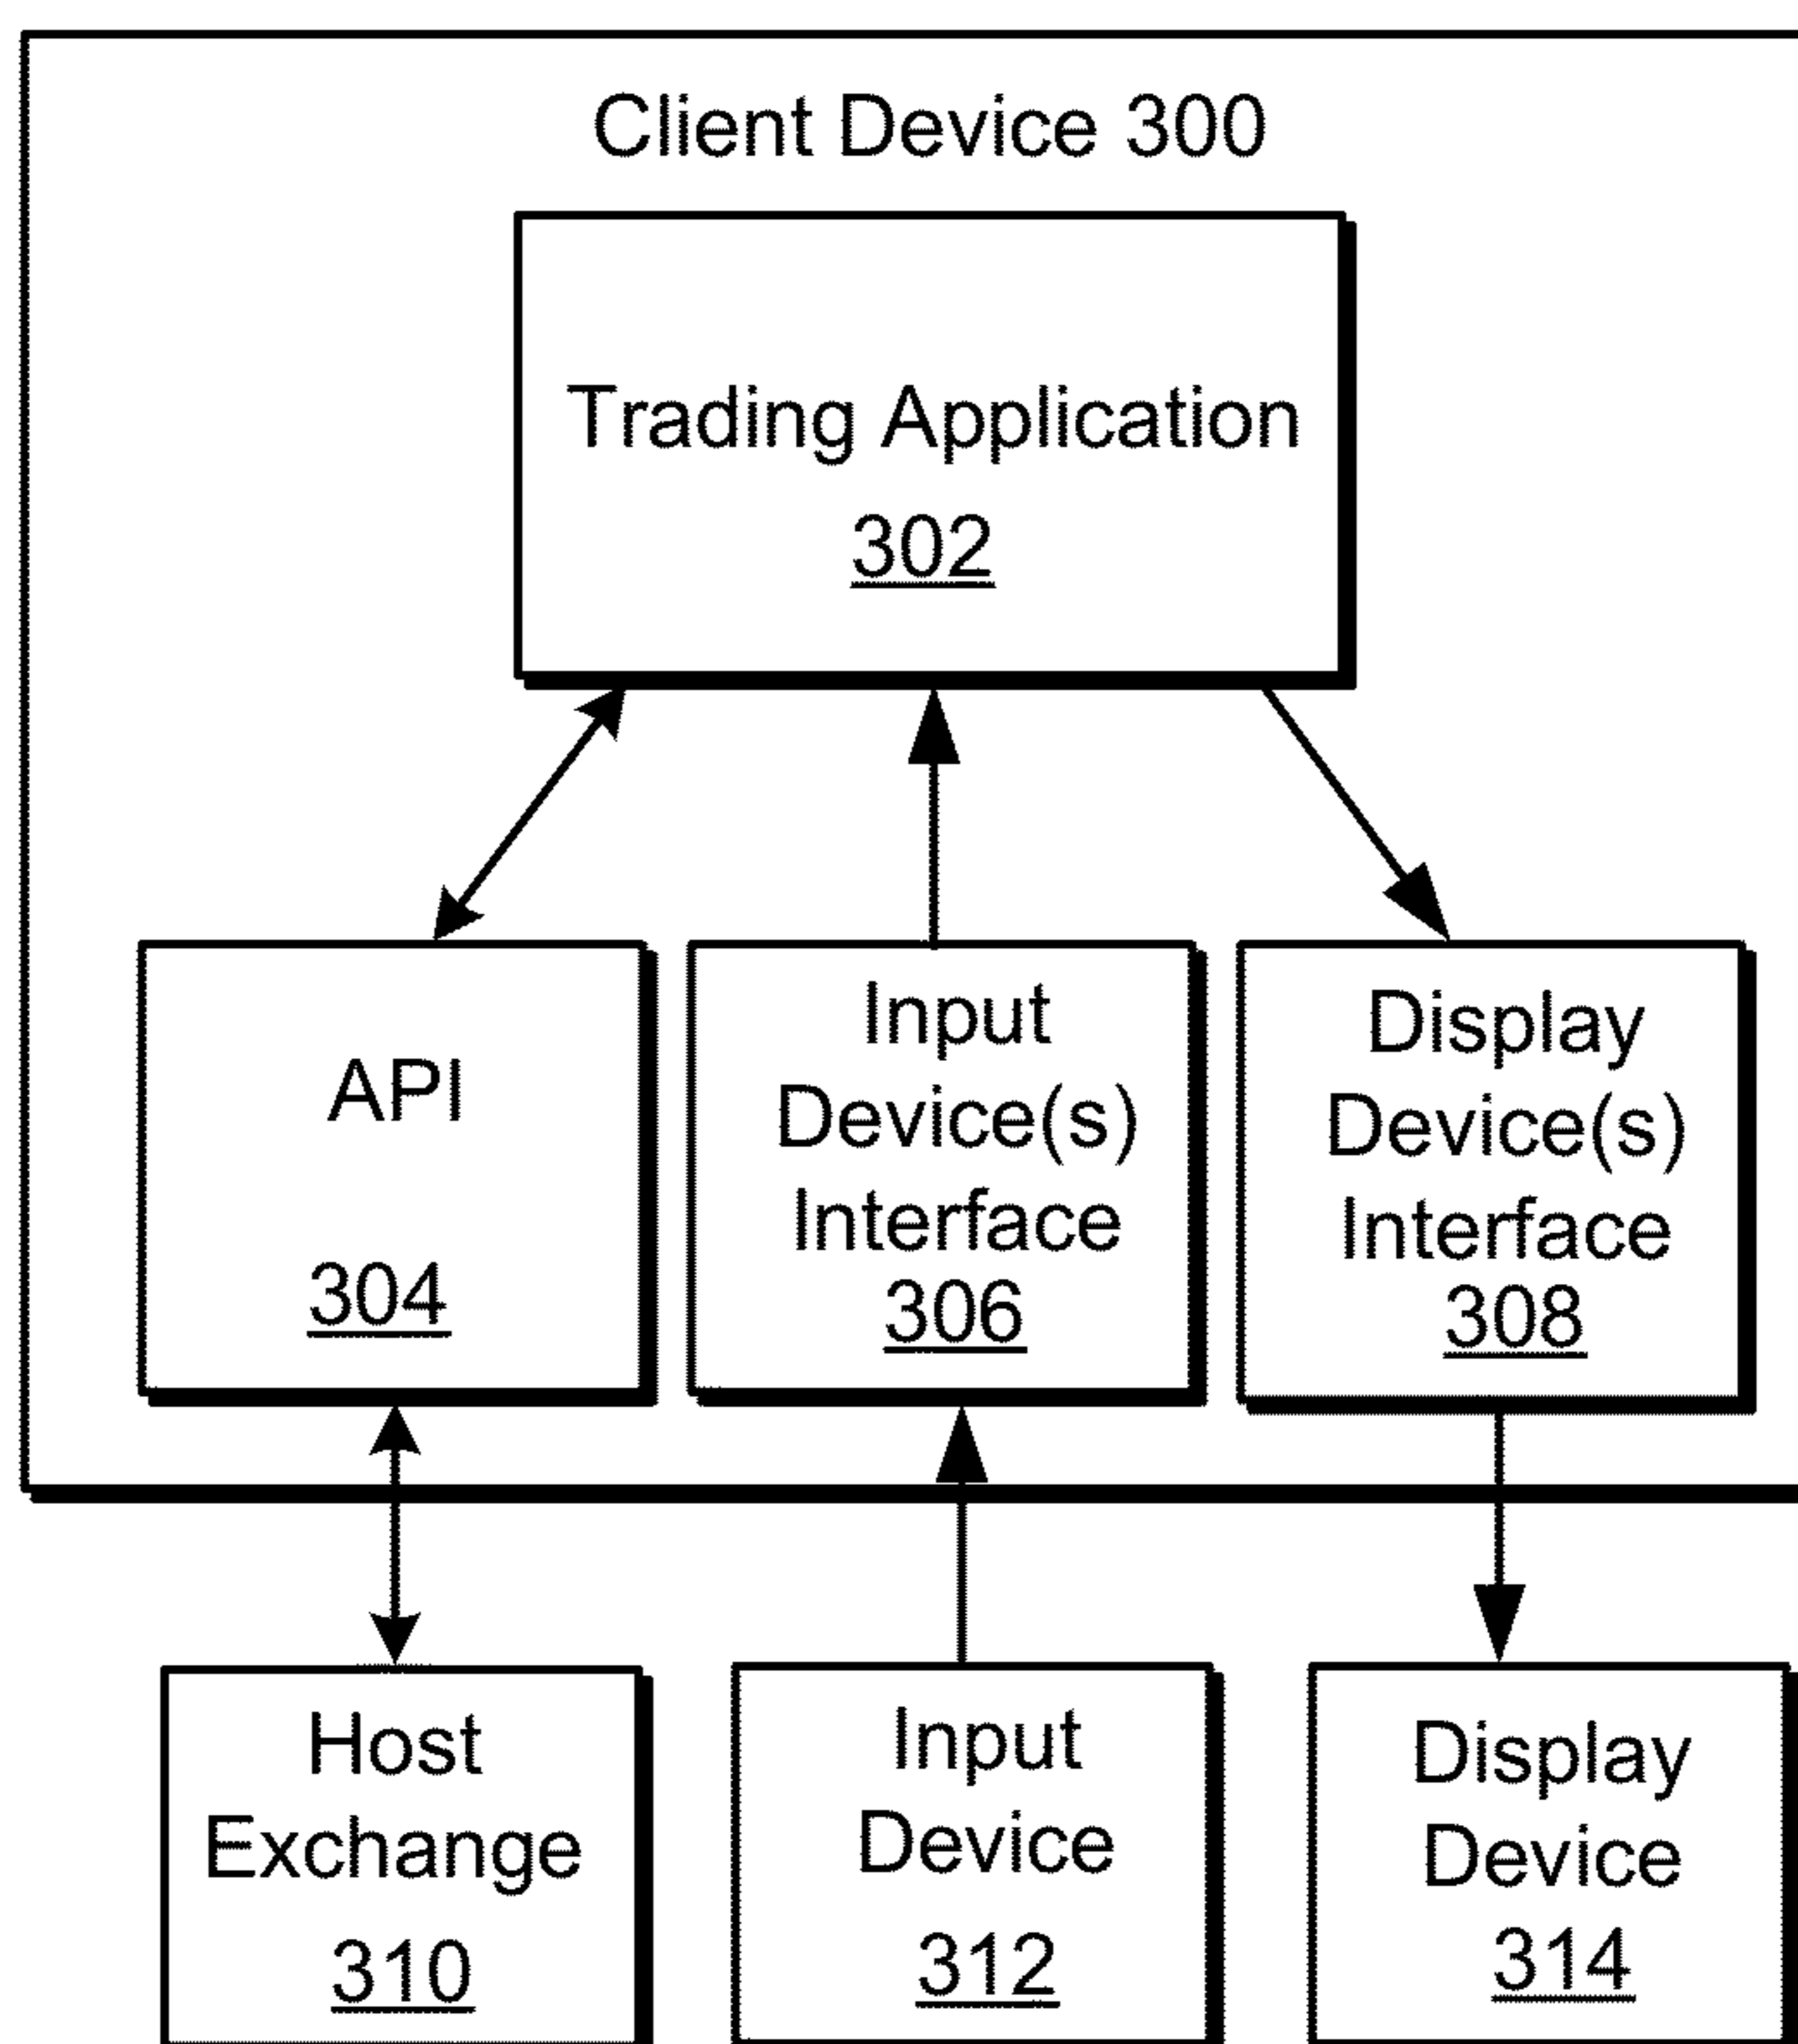 Client Device 300
Trading Application
302
API
304
Input
Device(s)
Interface
306
Display
Device(s)
Interface
308
Host
Exchange
310
Input
Device
312
Display
Device
314